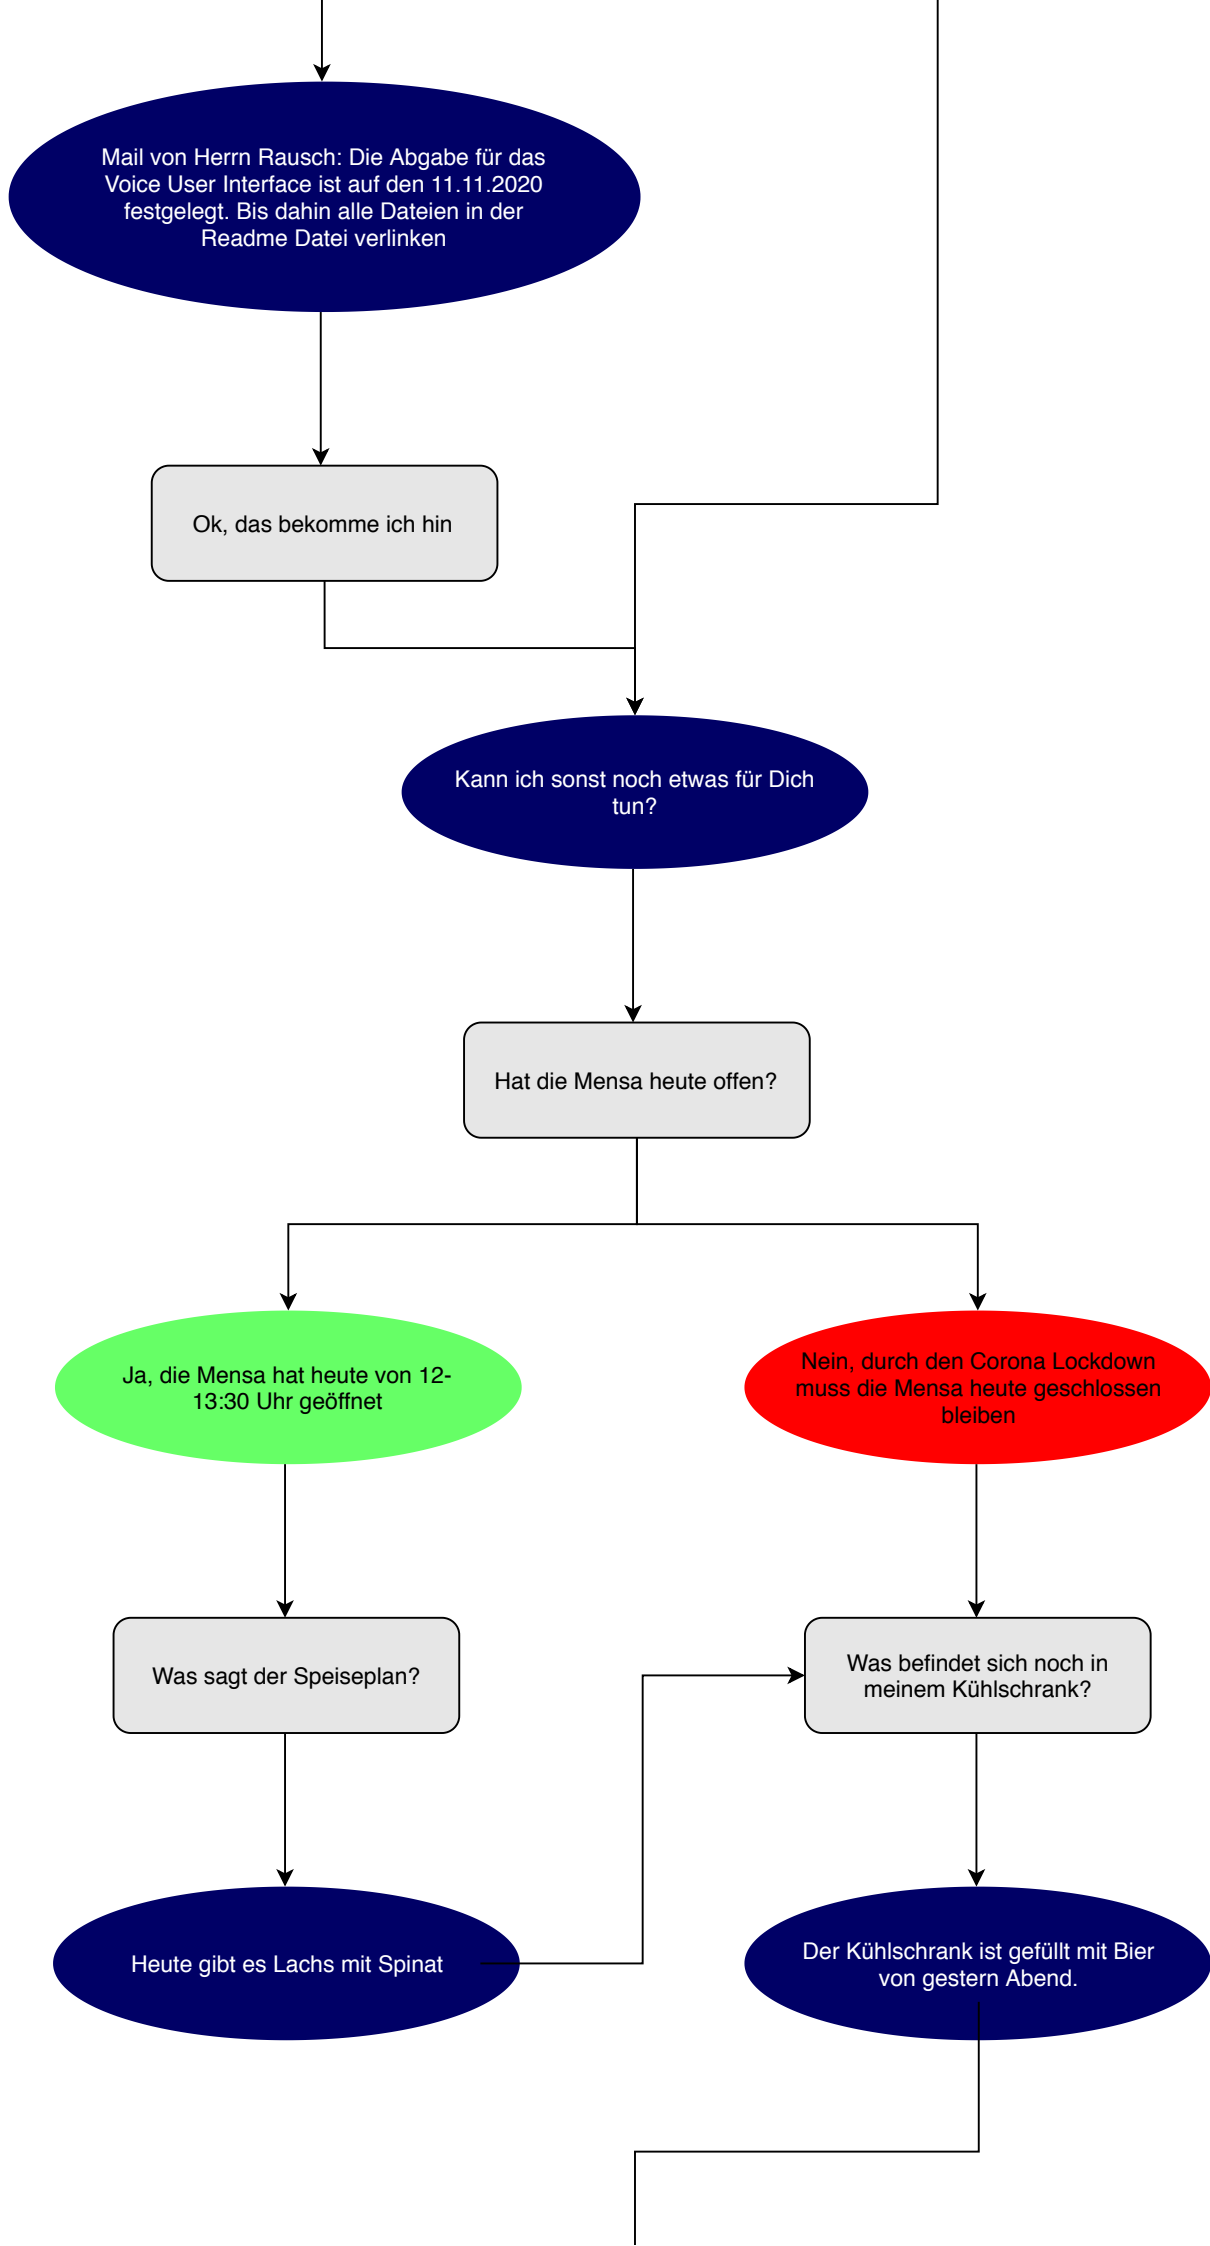 Mail von Herrn Rausch: Die Abgabe für das
Voice User Interface ist auf den 11.11.2020
festgelegt. Bis dahin alle Dateien in der
Readme Datei verlinken
Ok, das bekomme ich hin
Kann ich sonst noch etwas für Dich
tun?
Hat die Mensa heute offen?
Ja, die Mensa hat heute von 12-
13:30 Uhr geöffnet
Nein, durch den Corona Lockdown
muss die Mensa heute geschlossen
bleiben
Was sagt der Speiseplan?
Was befindet sich noch in
meinem Kühlschrank?
Heute gibt es Lachs mit Spinat
Der Kühlschrank ist gefüllt mit Bier
von gestern Abend.